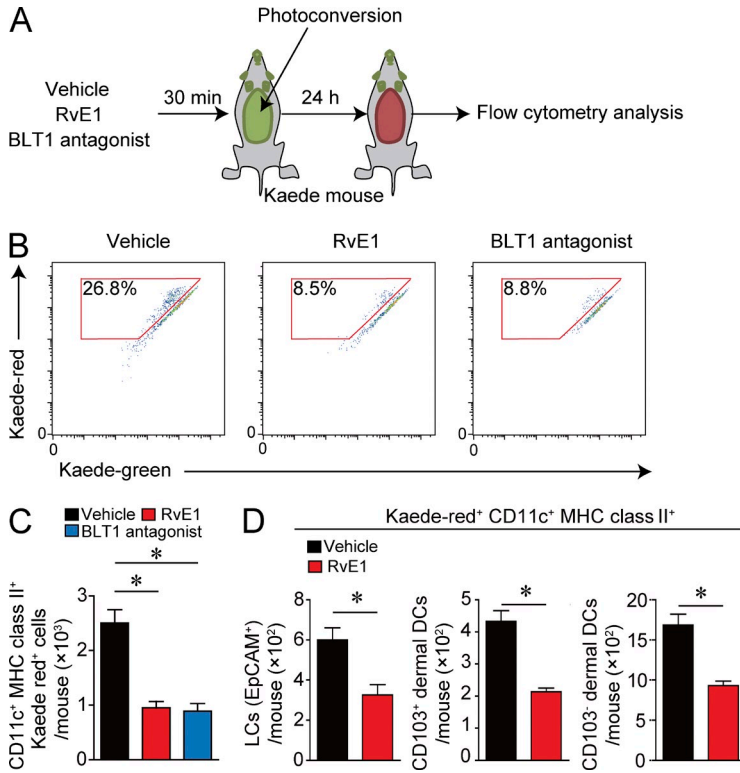 A
Photoconversion
Vehicle
RvE1
BLT1 antagonist
30 min
24 h
Flow cytometry analysis
Kaede mouse
B
Vehicle
RvE1
BLT1 antagonist
26.8%
8.5%
8.8%
Kaede-red
0
0
0
0
0
0
Kaede-green
C
Vehicle
RvE1
BLT1 antagonist
CD11c⁺ MHC class II⁺
Kaede red⁺ cells
/mouse (×10³)
3
2
1
0
*
*
D
Kaede-red⁺ CD11c⁺ MHC class II⁺
Vehicle
RvE1
LCs (EpCAM⁺)
/mouse (×10²)
8
6
4
2
0
*
CD103⁺ dermal DCs
/mouse (×10²)
5
4
2
0
*
CD103⁻ dermal DCs
/mouse (×10²)
20
15
10
5
0
*